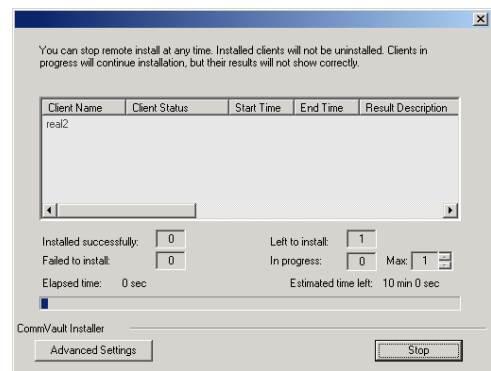 You can stop remote install at any time. Installed clients will not be uninstalled. Clients in
progress will continue installation, but their results will not show correctly.
Client Name Client Status Start Time End Time Result Description
real2
Installed successfully: 0 Left to install: 1
Failed to install: 0 In progress: 0 Max: 1
Elapsed time: 0 sec Estimated time left: 10 min 0 sec
CommVault Installer
Advanced Settings Stop